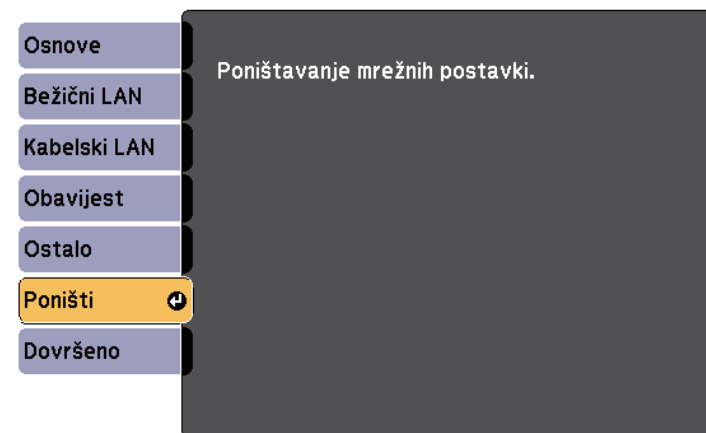 Osnove
Bežični LAN
Kabelski LAN
Obavijest
Ostalo
Poništi
Dovršeno
Poništavanje mrežnih postavki.